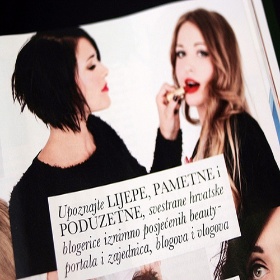 Upoznajte LIJEPE, PAMETNE i
PODUZETNE, svestrane hrvatske
blogerice iznimno posjećenih beauty-
portala i zajednica, blogova i vlogova